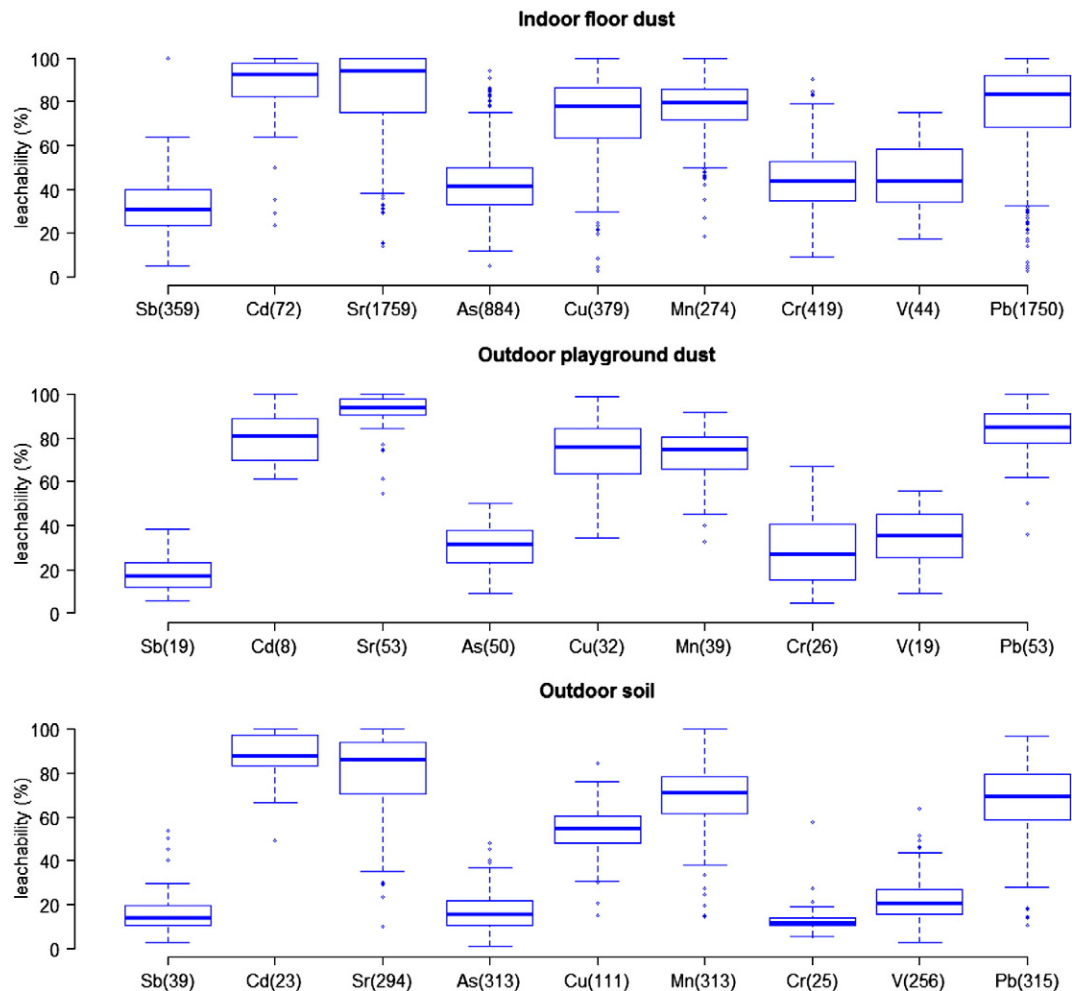 Indoor floor dust
leachability (%)
100
80
60
40
20
0
Sb(359) Cd(72) Sr(1759) As(884) Cu(379) Mn(274) Cr(419) V(44) Pb(1750)
Outdoor playground dust
leachability (%)
100
80
60
40
20
0
Sb(19) Cd(8) Sr(53) As(50) Cu(32) Mn(39) Cr(26) V(19) Pb(53)
Outdoor soil
leachability (%)
100
80
60
40
20
0
Sb(39) Cd(23) Sr(294) As(313) Cu(111) Mn(313) Cr(25) V(256) Pb(315)